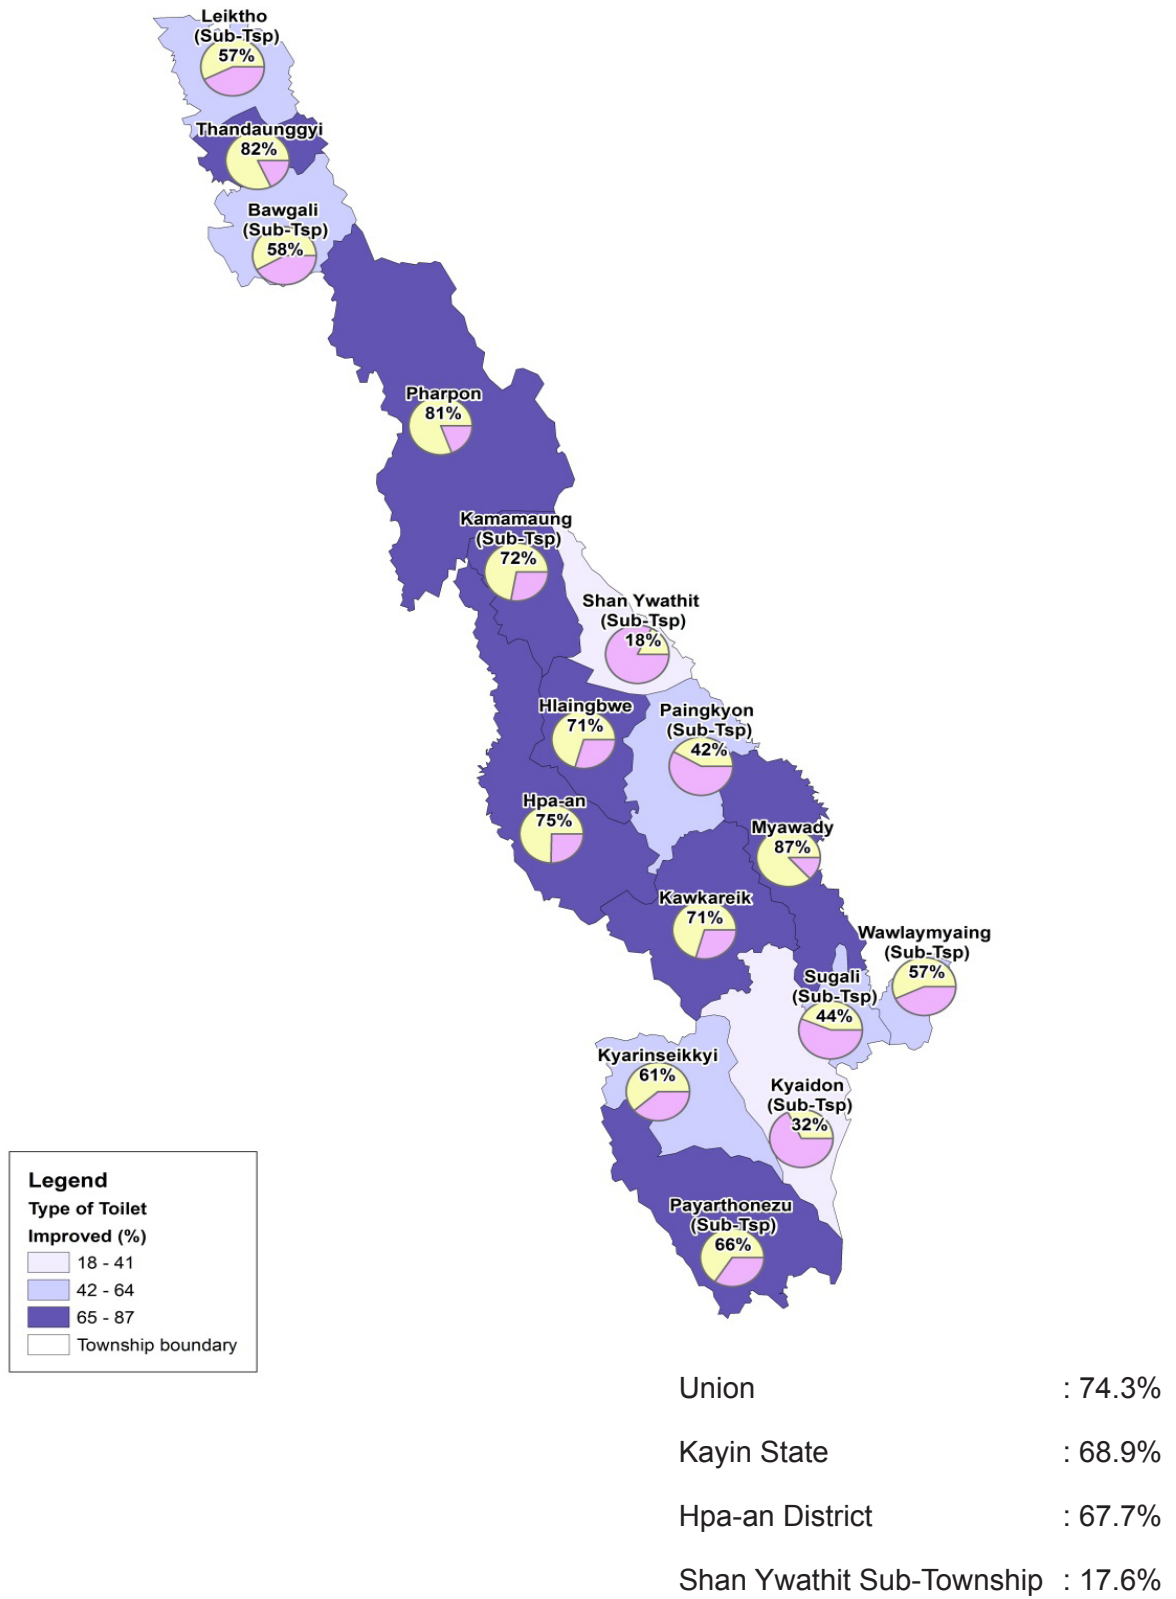 Leiktho
(Sub-Tsp)
57%
Thandaunggyi
82%
Bawgali
(Sub-Tsp)
58%
Pharpon
81%
Kamamaung
(Sub-Tsp)
72%
Shan Ywathit
(Sub-Tsp)
18%
Hlaingbwe
71%
Paingkyon
(Sub-Tsp)
42%
Hpa-an
75%
Myawady
87%
Kawkareik
71%
Wawlaymyaing
(Sub-Tsp)
57%
Sugali
(Sub-Tsp)
44%
Kyarinseikkyi
61%
Kyaidon
(Sub-Tsp)
32%
Payarthonezu
(Sub-Tsp)
66%
Legend
Type of Toilet
Improved (%)
18 - 41
42 - 64
65 - 87
Township boundary
Union : 74.3%
Kayin State : 68.9%
Hpa-an District : 67.7%
Shan Ywathit Sub-Township : 17.6%